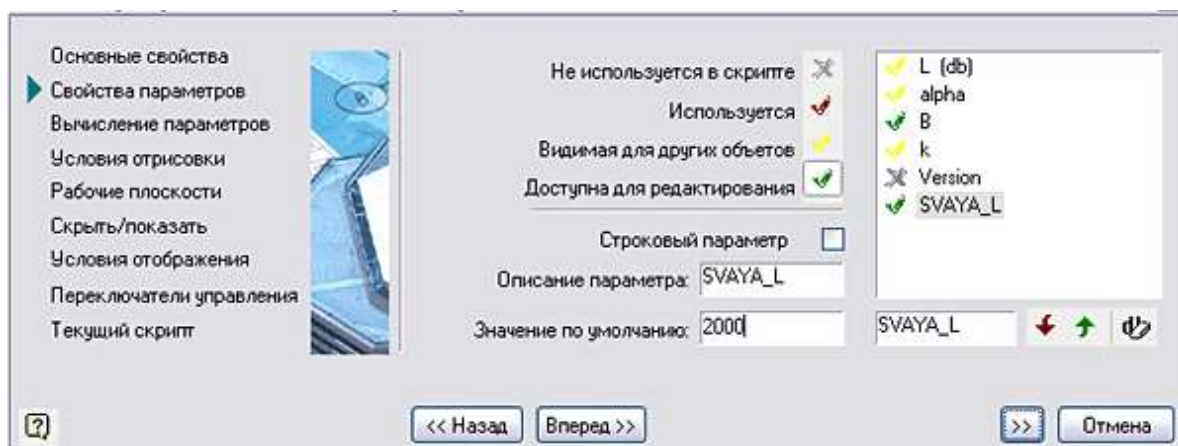 Основные свойства
Свойства параметров
Вычисление параметров
Условия отрисовки
Рабочие плоскости
Скрыть/показать
Условия отображения
Переключатели управления
Текущий скрипт
Не используется в скрипте
Используется
Видимая для других объетов
Доступна для редактирования
Строковый параметр
Описание параметра: SVAYA_L
Значение по умолчанию: 2000
L (db)
alpha
B
k
Version
SVAYA_L
SVAYA_L
<< Назад
Вперед >>
>>
Отмена